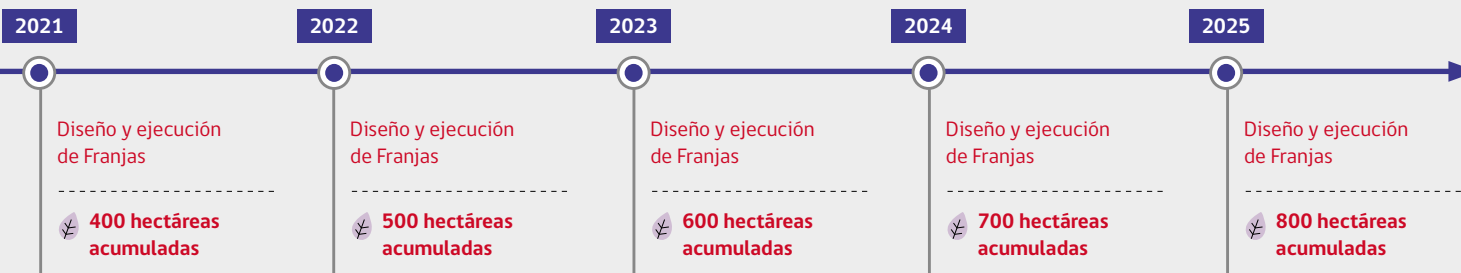 2021
Diseño y ejecución
de Franjas
400 hectáreas
acumuladas
2022
Diseño y ejecución
de Franjas
500 hectáreas
acumuladas
2023
Diseño y ejecución
de Franjas
600 hectáreas
acumuladas
2024
Diseño y ejecución
de Franjas
700 hectáreas
acumuladas
2025
Diseño y ejecución
de Franjas
800 hectáreas
acumuladas